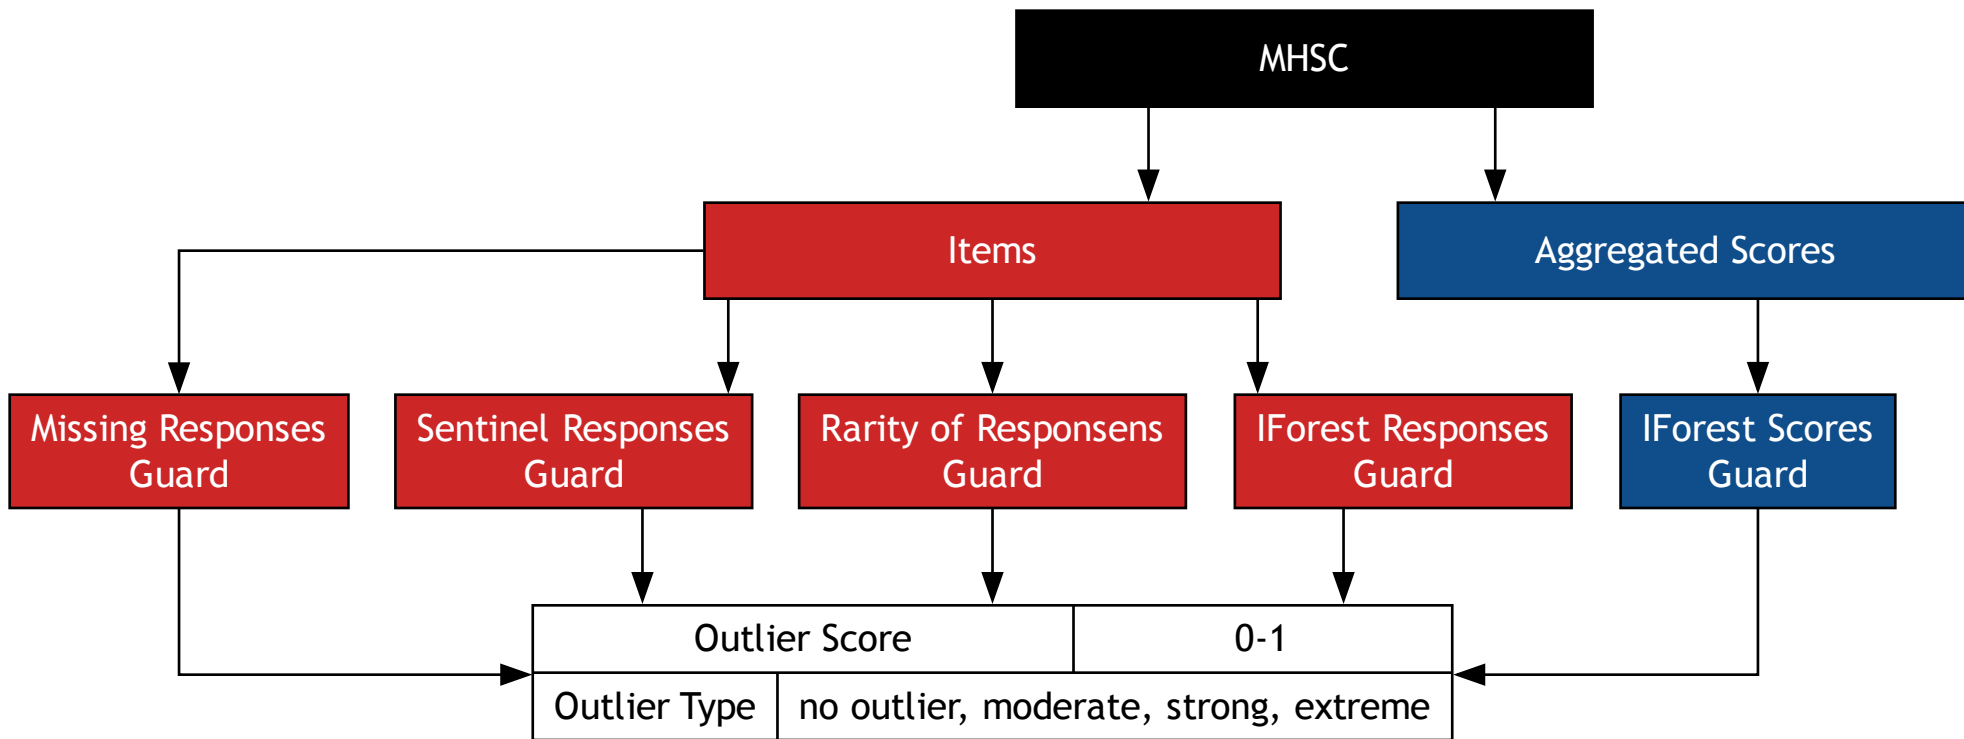 MHSC
Items
Aggregated Scores
Missing Responses
Guard
Sentinel Responses
Guard
Rarity of Responsens
Guard
IForest Responses
Guard
IForest Scores
Guard
Outlier Score
0-1
Outlier Type
no outlier, moderate, strong, extreme